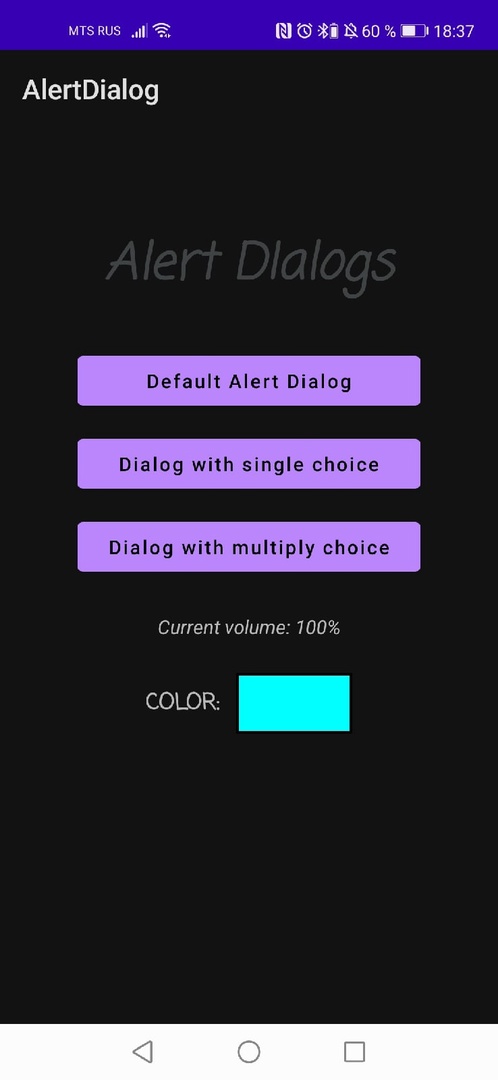 MTS RUS 60 % 18:37
AlertDialog
Alert DIalogs
Default Alert Dialog
Dialog with single choice
Dialog with multiply choice
Current volume: 100%
COLOR: